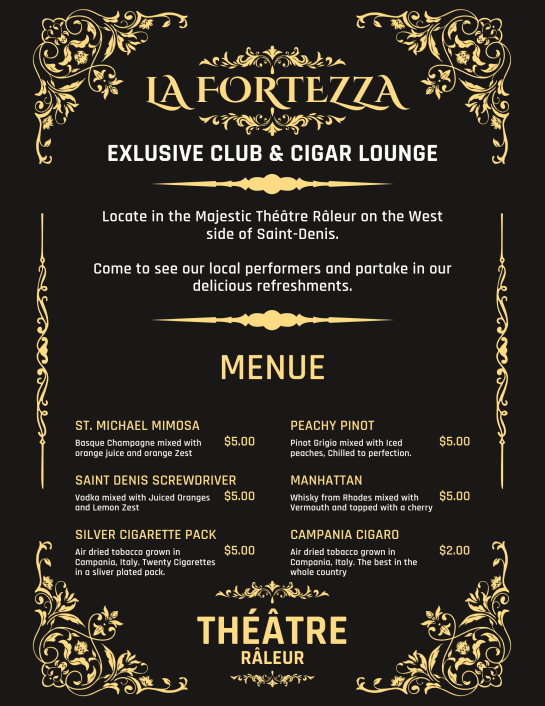 LA FORTEZZA
EXLUSIVE CLUB & CIGAR LOUNGE
Locate in the Majestic Théâtre Râleur on the West
side of Saint-Denis.
Come to see our local performers and partake in our
delicious refreshments.
MENUE
ST. MICHAEL MIMOSA
Basque Champagne mixed with
orange juice and orange Zest
$5.00
PEACHY PINOT
Pinot Grigio mixed with Iced
peaches, Chilled to perfection.
$5.00
SAINT DENIS SCREWDRIVER
Vodka mixed with Juiced Oranges
and Lemon Zest
$5.00
MANHATTAN
Whisky from Rhodes mixed with
Vermouth and topped with a cherry
$5.00
SILVER CIGARETTE PACK
Air dried tobacco grown in
Campania, Italy. Twenty Cigarettes
in a sliver plated pack.
$5.00
CAMPANIA CIGARO
Air dried tobacco grown in
Campania, Italy. The best in the
whole country
$2.00
THÉÂTRE
RÂLEUR